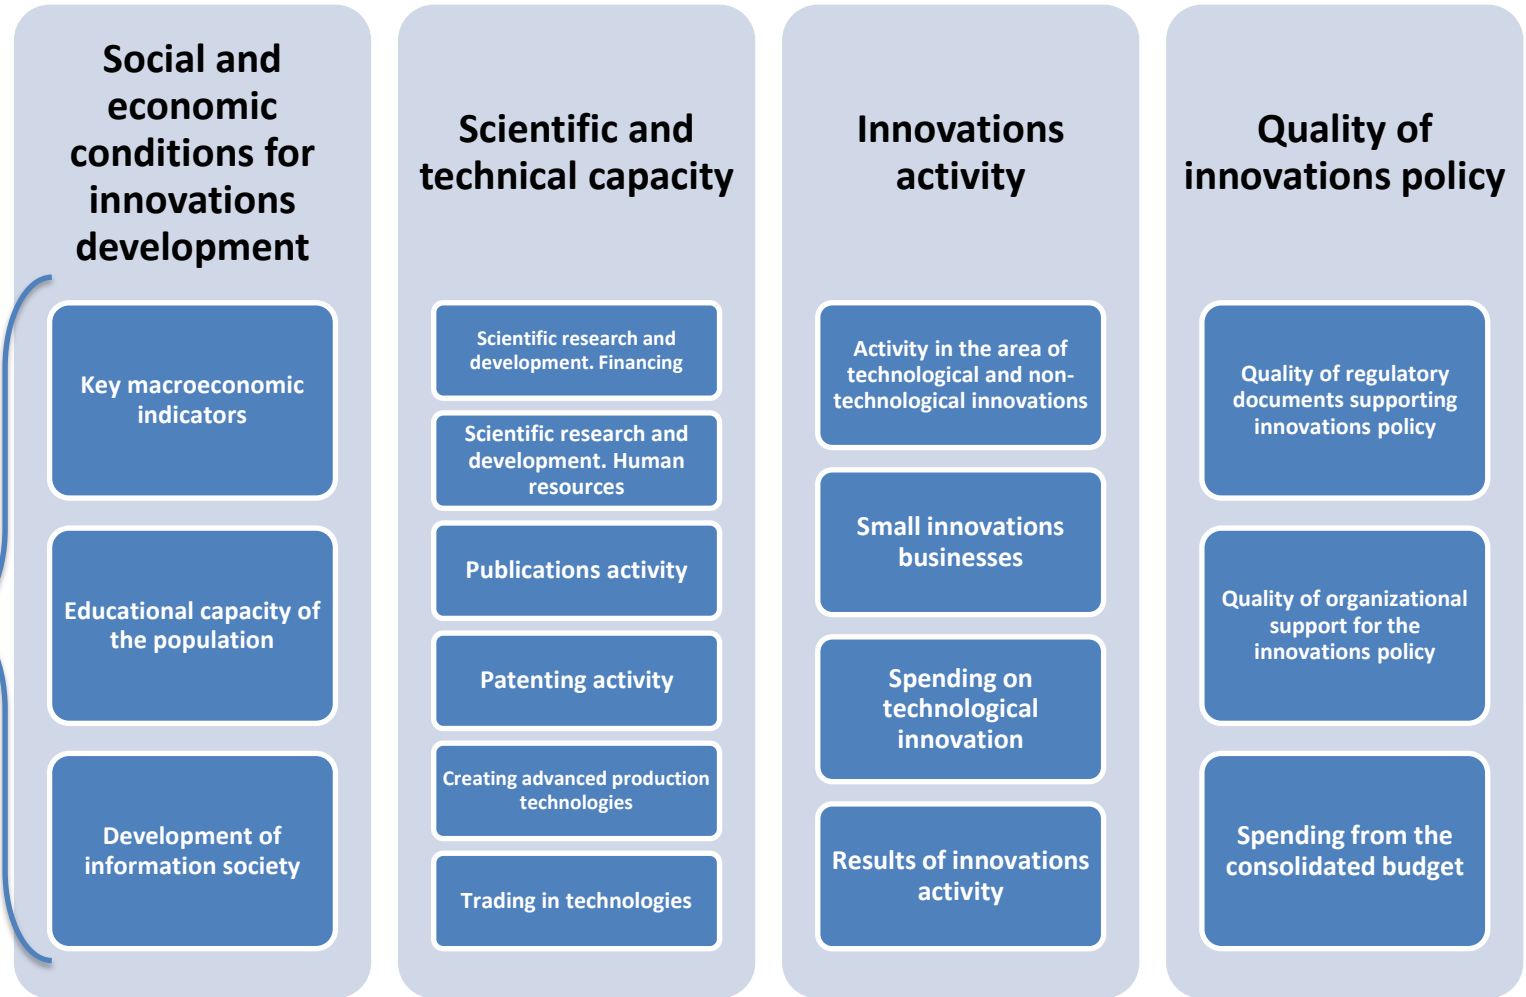 Social and
economic
conditions for
innovations
development
Key macroeconomic
indicators
Educational capacity of
the population
Development of
information society
Scientific and
technical capacity
Scientific research and
development. Financing
Scientific research and
development. Human
resources
Publications activity
Patenting activity
Creating advanced production
technologies
Trading in technologies
Innovations
activity
Activity in the area of
technological and non-
technological innovations
Small innovations
businesses
Spending on
technological
innovation
Results of innovations
activity
Quality of
innovations policy
Quality of regulatory
documents supporting
innovations policy
Quality of organizational
support for the
innovations policy
Spending from the
consolidated budget